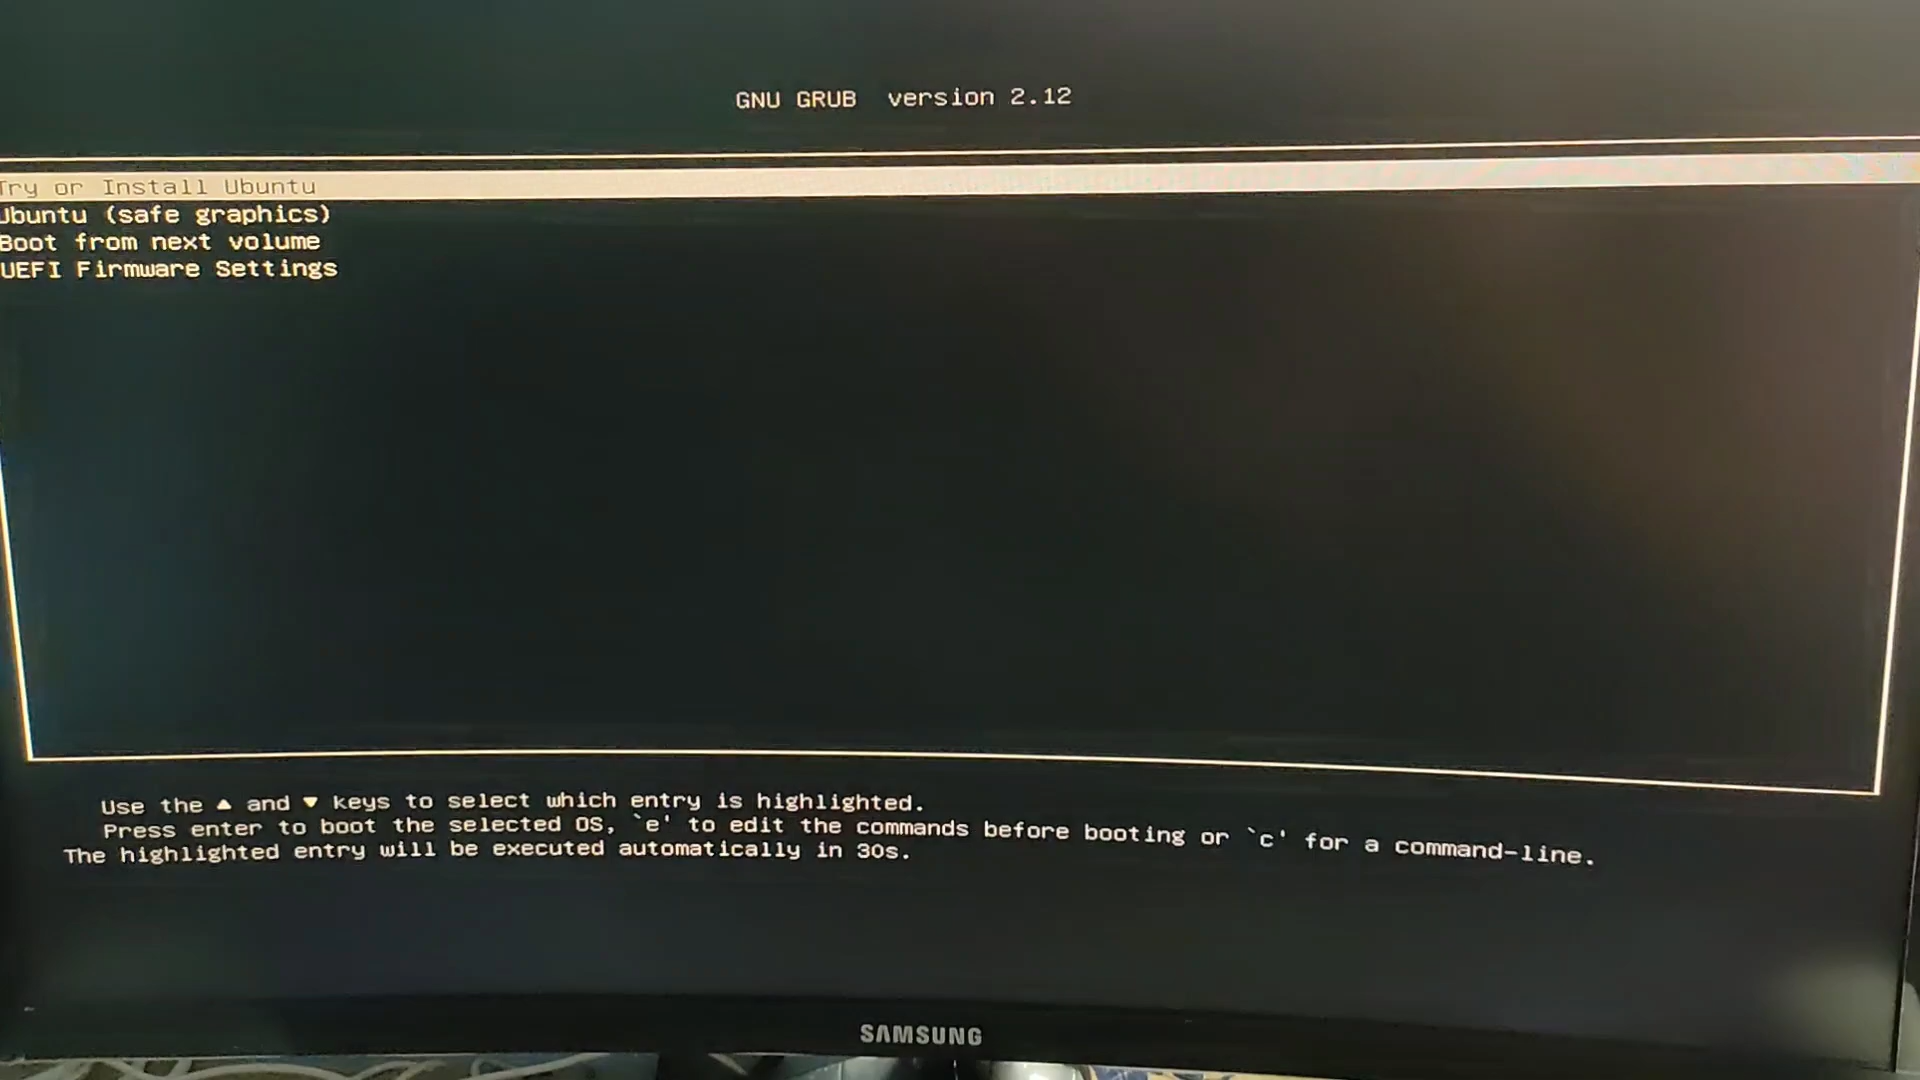 GNU GRUB version 2.12
Try or Install Ubuntu
Ubuntu (safe graphics)
Boot from next volume
UEFI Firmware Settings
Use the ▲ and ▼ keys to select which entry is highlighted.
Press enter to boot the selected OS, `e' to edit the commands before booting or `c' for a command-line.
The highlighted entry will be executed automatically in 30s.
SAMSUNG